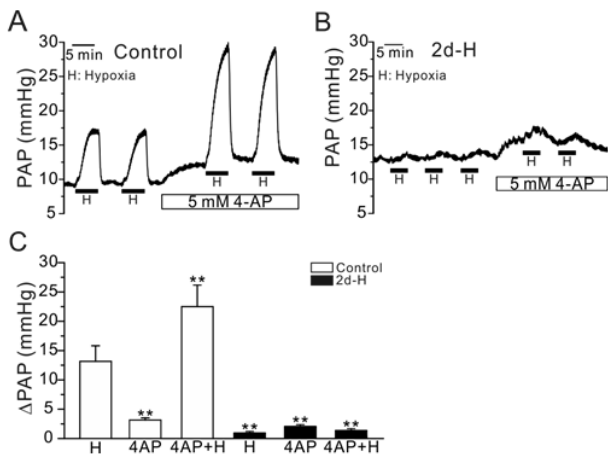 A
5 min Control
H: Hypoxia
PAP (mmHg)
30
25
20
15
10
5
H H H H
5 mM 4-AP
B
5 min 2d-H
H: Hypoxia
PAP (mmHg)
30
25
20
15
10
5
H H H H H
5 mM 4-AP
C
ΔPAP (mmHg)
30
25
20
15
10
5
2
0
Control
2d-H
** ** ** ** **
H 4AP 4AP+H H 4AP 4AP+H